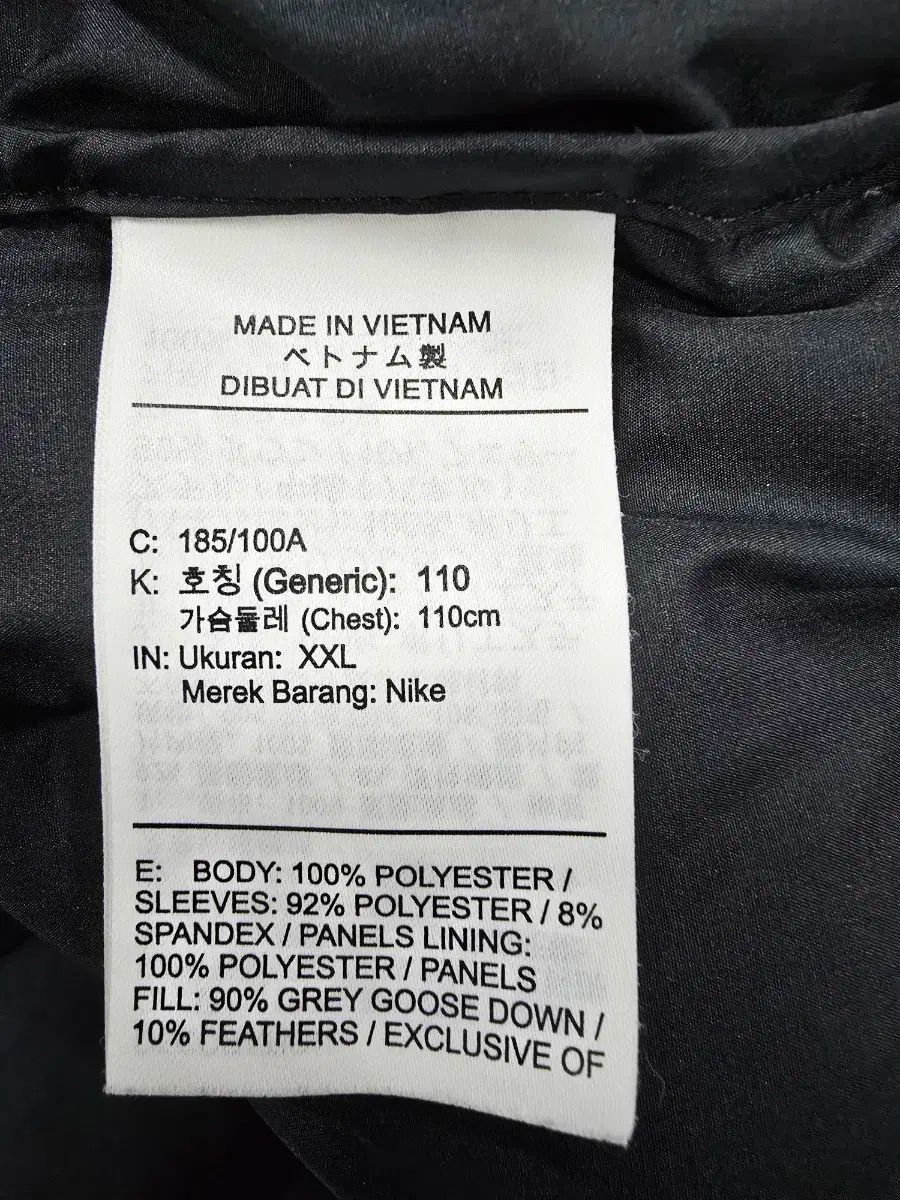 MADE IN VIETNAM
ベトナム製
DIBUAT DI VIETNAM
C: 185/100A
K: 호칭 (Generic): 110
가슴둘레 (Chest): 110cm
IN: Ukuran: XXL
Merek Barang: Nike
E: BODY: 100% POLYESTER /
SLEEVES: 92% POLYESTER / 8%
SPANDEX / PANELS LINING:
100% POLYESTER / PANELS
FILL: 90% GREY GOOSE DOWN /
10% FEATHERS / EXCLUSIVE OF